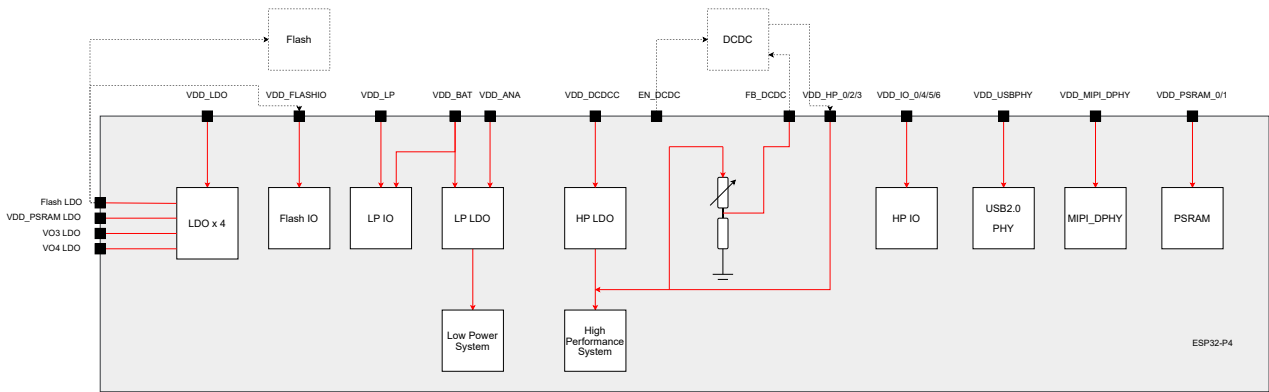 Flash
DCDC
VDD_LDO
VDD_FLASHIO
VDD_LP
VDD_BAT
VDD_ANA
VDD_DCDCC
EN_DCDC
FB_DCDC
VDD_HP_0/2/3
VDD_IO_0/4/5/6
VDD_USBPHY
VDD_MIPI_DPHY
VDD_PSRAM_0/1
Flash LDO
VDD_PSRAM LDO
VO3 LDO
VO4 LDO
LDO x 4
Flash IO
LP IO
LP LDO
HP LDO
HP IO
USB2.0
PHY
MIPI_DPHY
PSRAM
Low Power
System
High
Performance
System
ESP32-P4